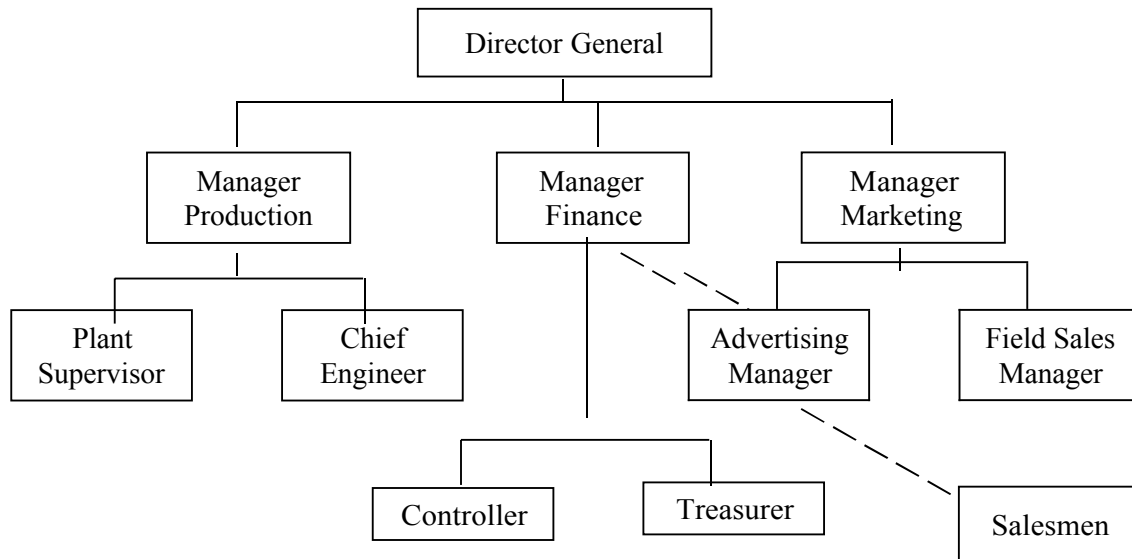 Director General
Manager
Production
Manager
Finance
Manager
Marketing
Plant
Supervisor
Chief
Engineer
Advertising
Manager
Field Sales
Manager
Controller
Treasurer
Salesmen